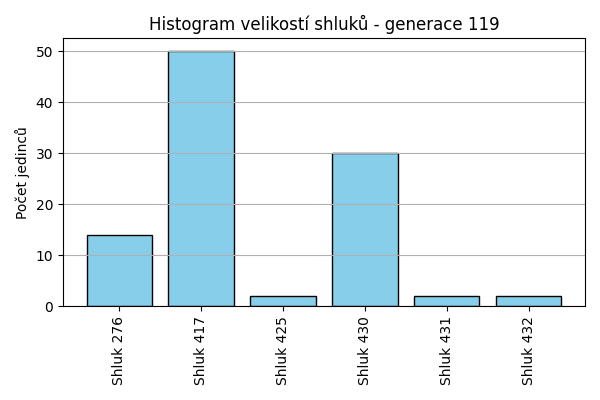 Histogram velikostí shluků - generace 119
Počet jedinců
50
40
30
20
10
0
Shluk 276
Shluk 417
Shluk 425
Shluk 430
Shluk 431
Shluk 432